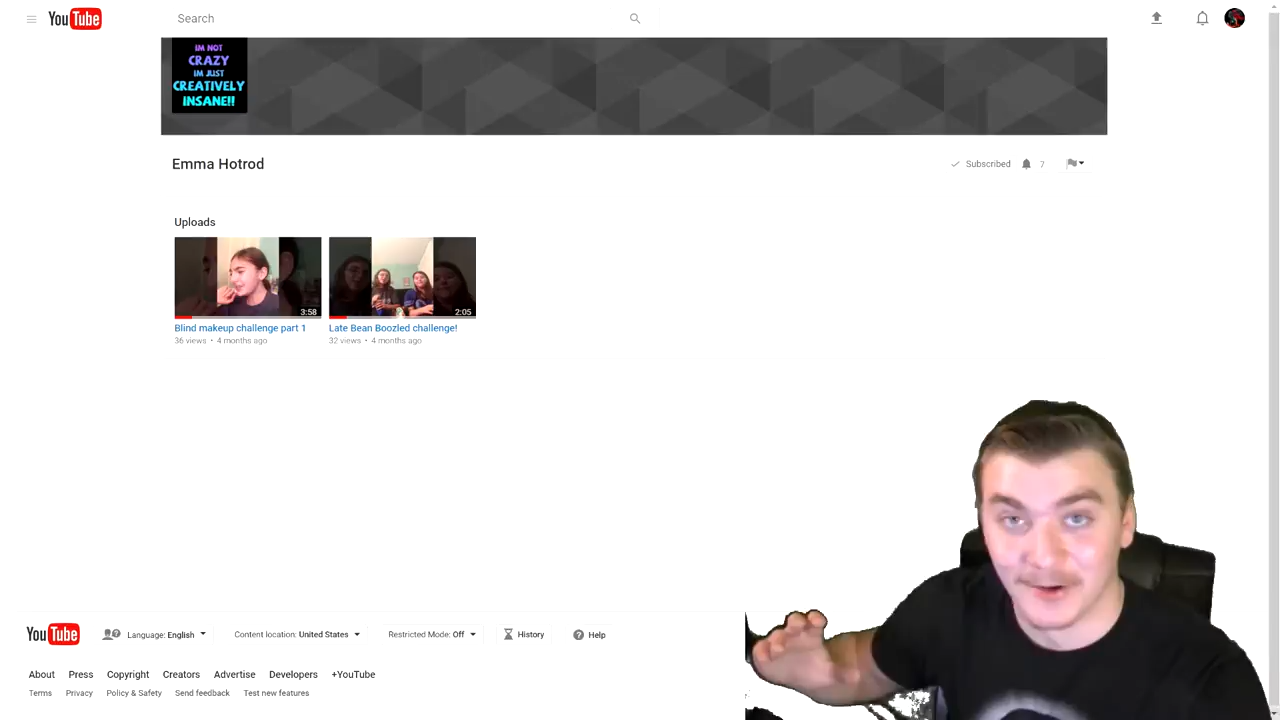 YouTube
Search
IM NOT
CRAZY
IM JUST
CREATIVELY
INSANE!!
Emma Hotrod
Subscribed 7
Uploads
3:58
2:05
Blind makeup challenge part 1
Late Bean Boozled challenge!
36 views • 4 months ago
32 views • 4 months ago
YouTube
Language: English
Content location: United States
Restricted Mode: Off
History
Help
About Press Copyright Creators Advertise Developers +YouTube
Terms Privacy Policy & Safety Send feedback Test new features